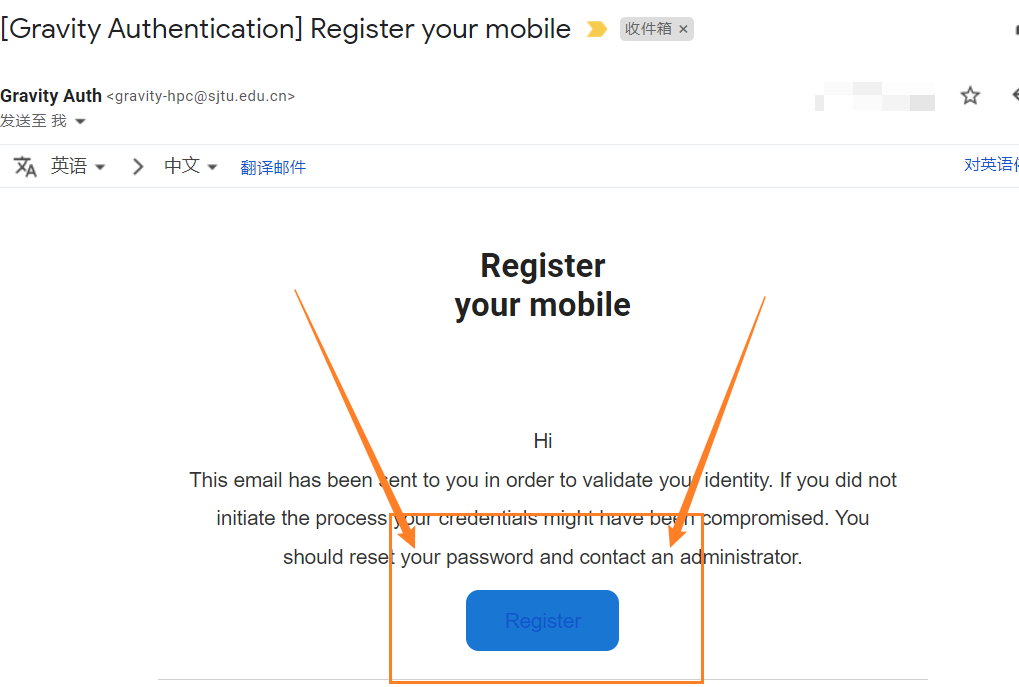 [Gravity Authentication] Register your mobile 收件箱 ×
Gravity Auth <gravity-hpc@sjtu.edu.cn>
发送至 我
英语 中文 翻译邮件 对英语
Register
your mobile
Hi
This email has been sent to you in order to validate your identity. If you did not
initiate the process your credentials might have been compromised. You
should reset your password and contact an administrator.
Register